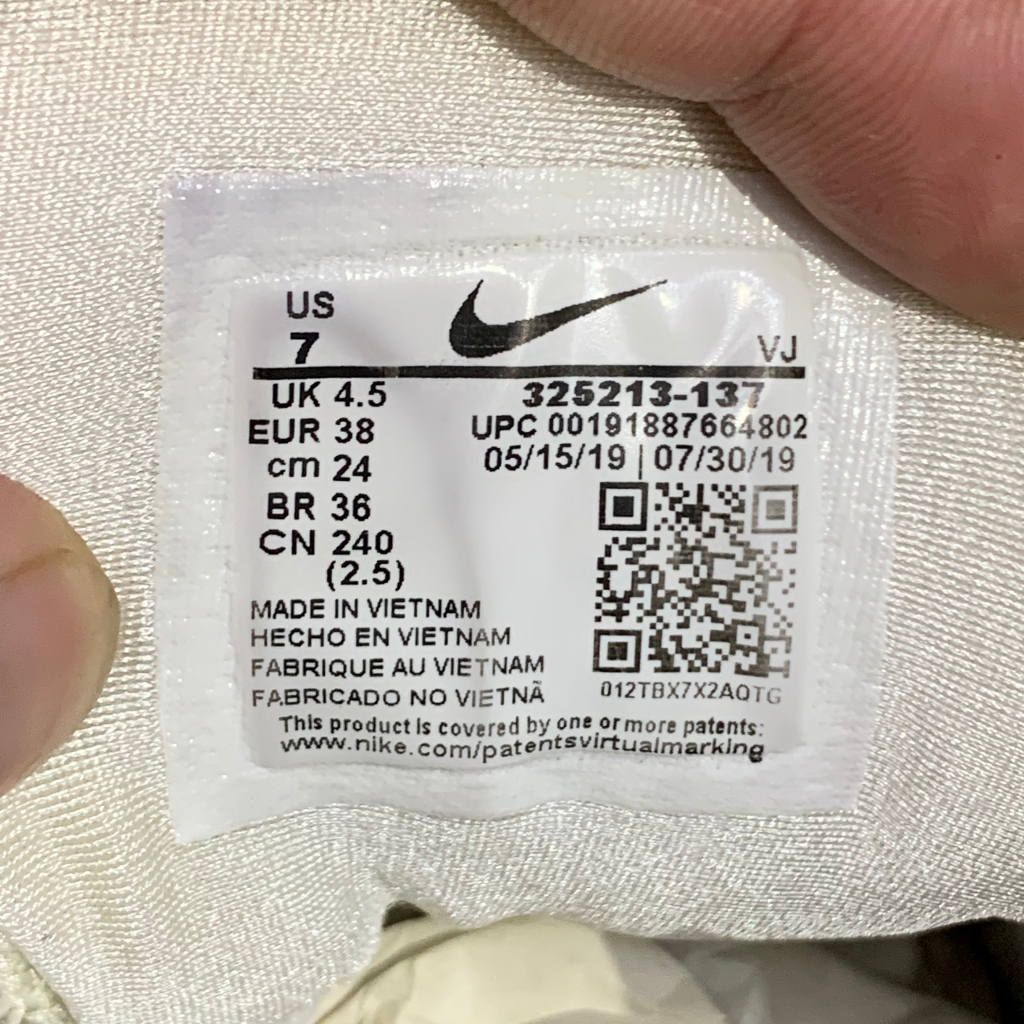 US
7
VJ
UK 4.5
325213-137
EUR 38
UPC 00191887664802
cm 24
05/15/19 | 07/30/19
BR 36
CN 240
(2.5)
MADE IN VIETNAM
HECHO EN VIETNAM
FABRIQUE AU VIETNAM
FABRICADO NO VIETNÃ
012TBX7X2AQTG
This product is covered by one or more patents:
www.nike.com/patentsvirtualmarking